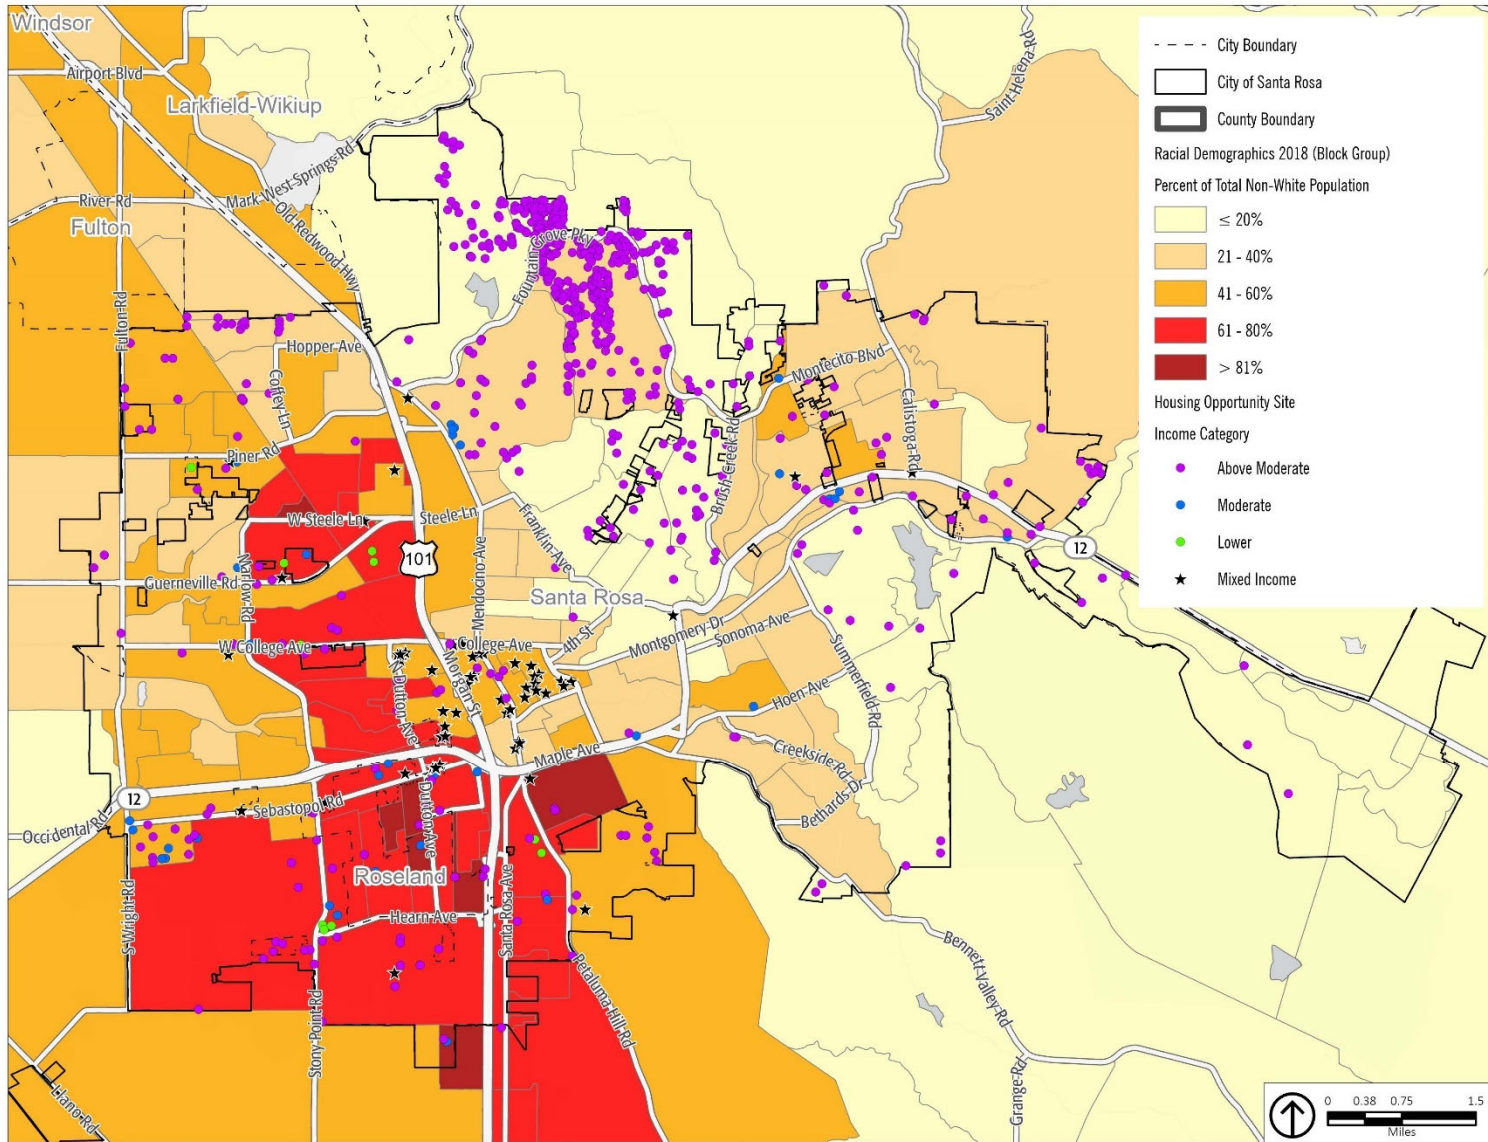 Windsor
Airport Blvd
Larkfield-Wikiup
Saint Helena Rd
Mark West Springs Rd
River Rd
Fulton
Old Redwood Hwy
Fountain Grove Pky
Fulton Rd
Hopper Ave
Coffey Ln
Montecito Blvd
Calistoga Rd
Brush Creek Rd
Piner Rd
W Steele Ln
Steele Ln
Franklin Ave
Mendocino Ave
101
12
Marlow Rd
Guerneville Rd
Santa Rosa
W College Ave
College Ave
4th St
Montgomery Dr
Sonoma Ave
Summerfield Rd
Morgan St
N Dutton Ave
Hoen Ave
Maple Ave
Creekside Rd
Bethards Dr
12
Sebastopol Rd
Occidental Rd
Dutton Ave
Roseland
S Wright Rd
Hearn Ave
Santa Rosa Ave
Petaluma Hill Rd
Stony Point Rd
Bennett Valley Rd
Grange Rd
Llano Rd
City Boundary
City of Santa Rosa
County Boundary
Racial Demographics 2018 (Block Group)
Percent of Total Non-White Population
≤ 20%
21 - 40%
41 - 60%
61 - 80%
> 81%
Housing Opportunity Site
Income Category
Above Moderate
Moderate
Lower
Mixed Income
0 0.38 0.75 1.5
Miles